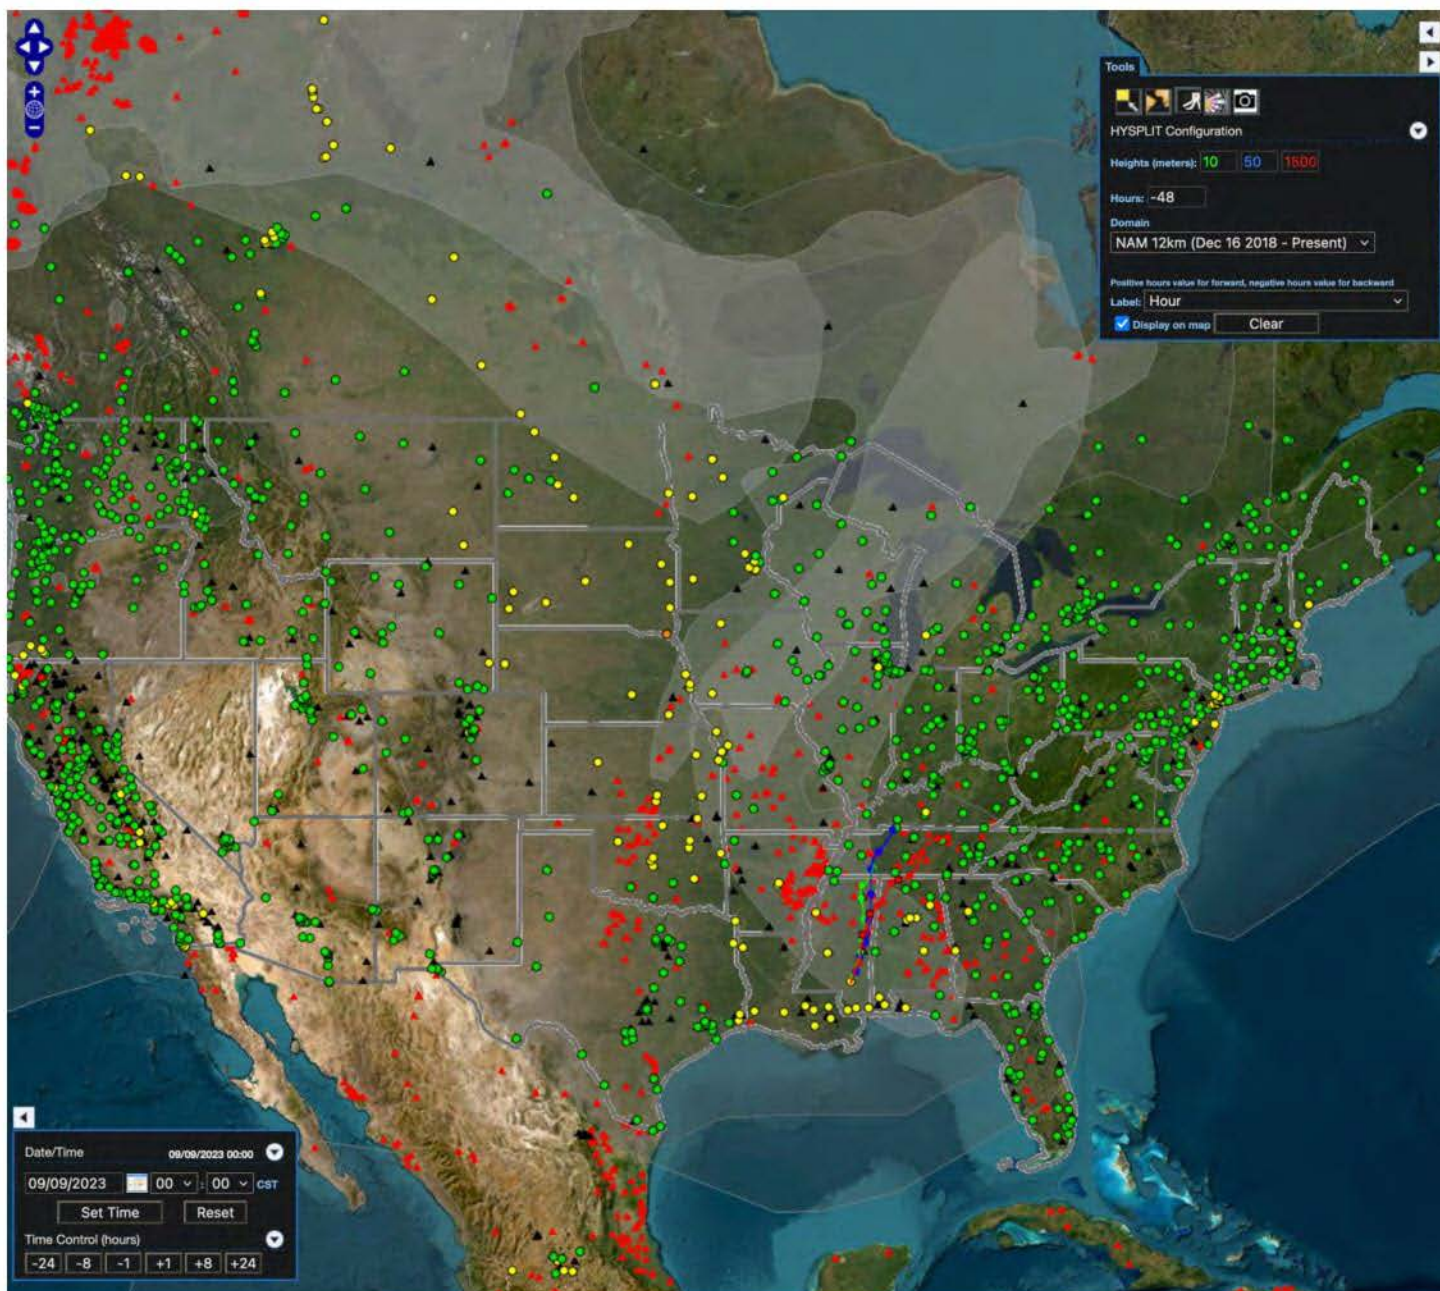 Tools
HYSPLIT Configuration
Heights (meters): 10 50 1500
Hours: -48
Domain
NAM 12km (Dec 16 2018 - Present)
Positive hours value for forward, negative hours value for backward
Label: Hour
Display on map Clear
Date/Time 09/09/2023 00:00
09/09/2023 00 : 00 CST
Set Time Reset
Time Control (hours)
-24 -8 -1 +1 +8 +24